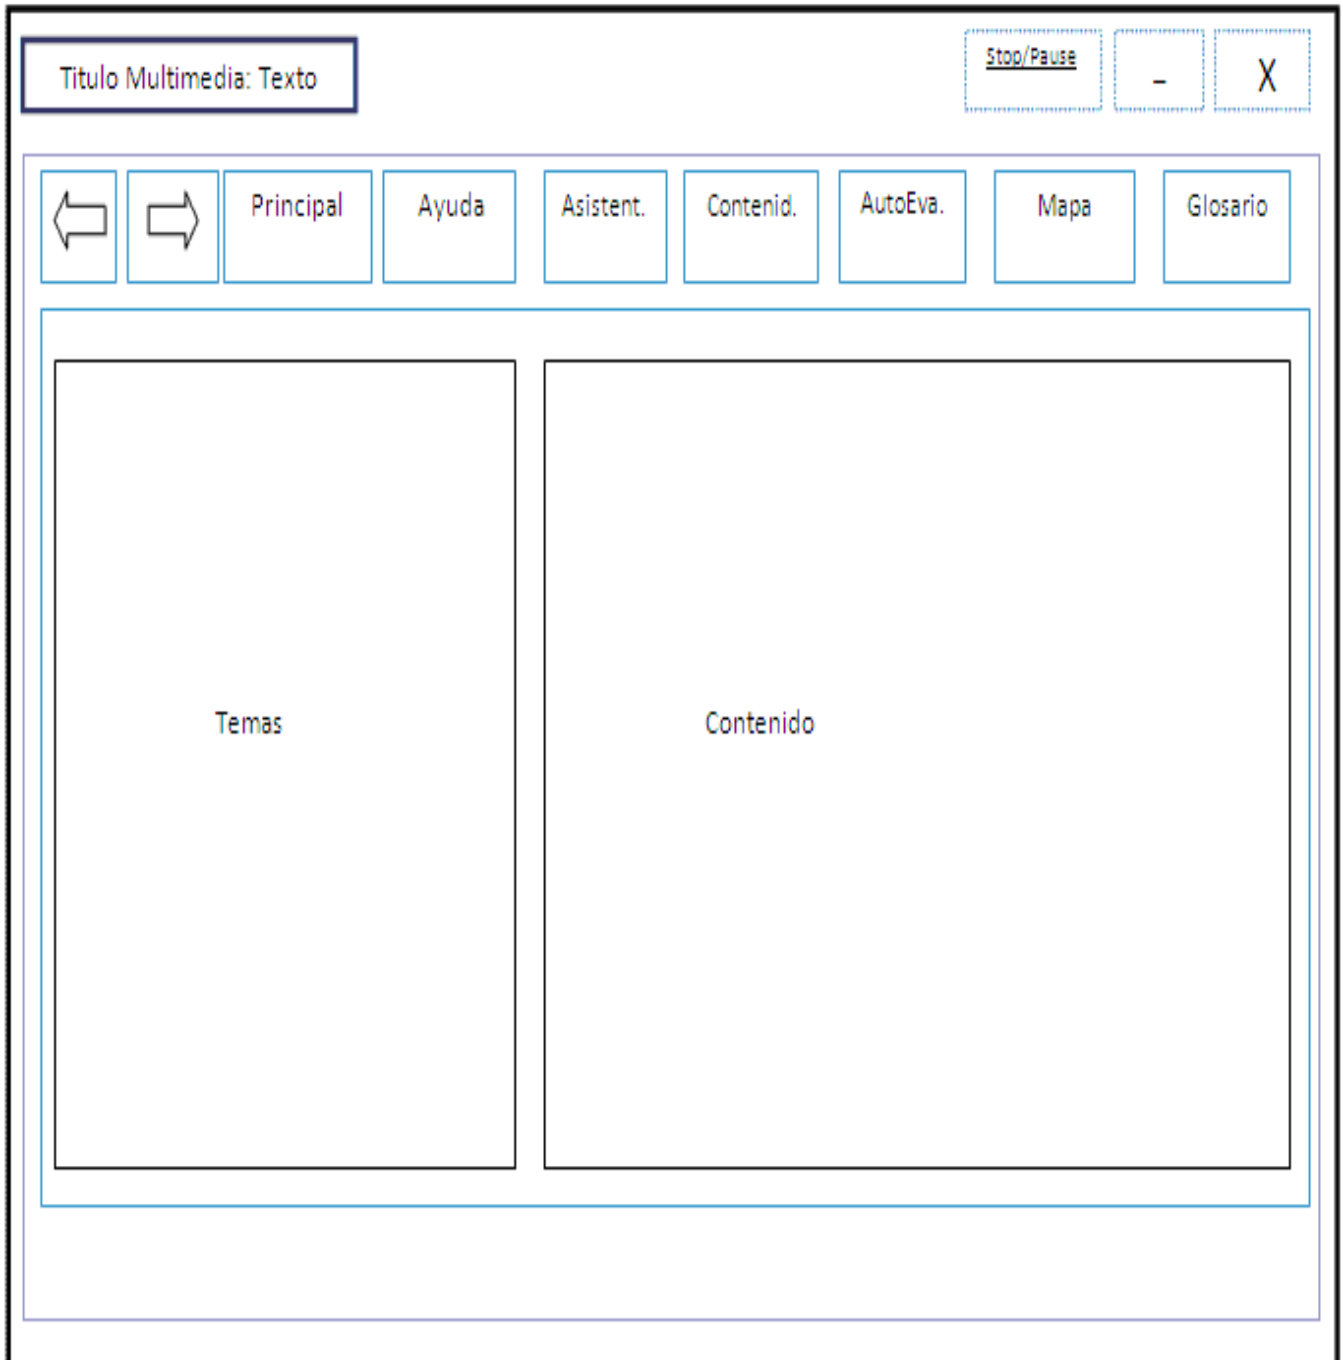 Titulo Multimedia: Texto
Stop/Pause
–
X
Principal
Ayuda
Asistent.
Contenid.
AutoEva.
Mapa
Glosario
Temas
Contenido